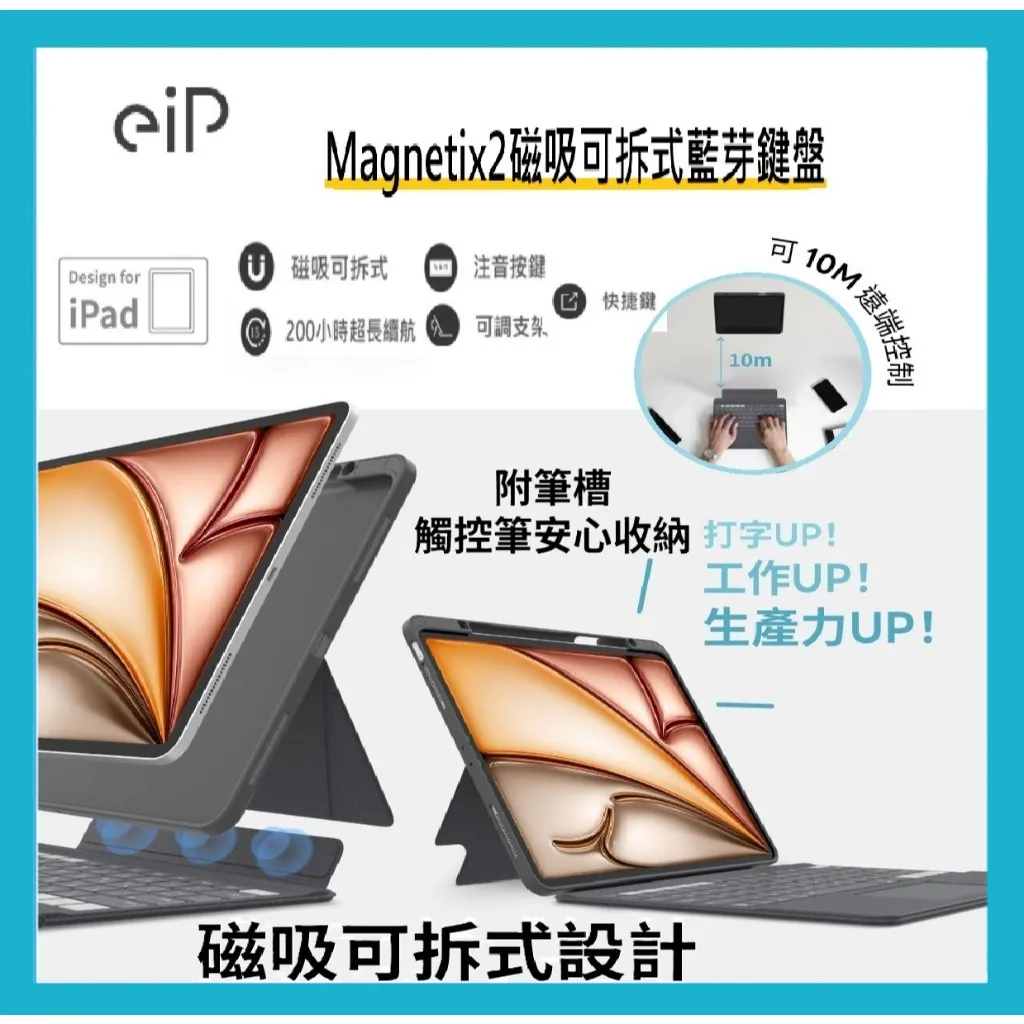 eiP
Magnetix2磁吸可拆式藍芽鍵盤
Design for
iPad
磁吸可拆式
注音按鍵
快捷鍵
200小時超長續航
可調支架
可 10M 遠端控制
10m
附筆槽
觸控筆安心收納
打字UP!
工作UP!
生產力UP!
磁吸可拆式設計